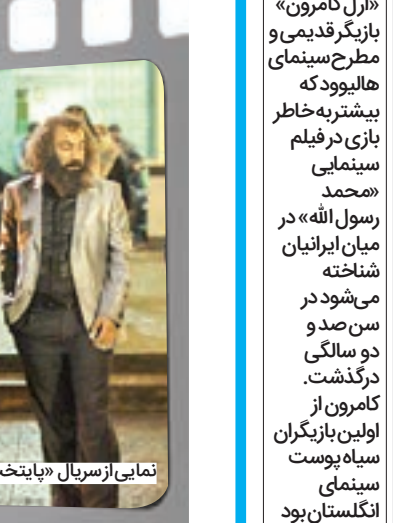 «ارل کامرون»
بازیگر قدیمی و
مطرح سینمای
هالیوود که
بیشتر به خاطر
بازی در فیلم
سینمایی
«محمد
رسول الله» در
میان ایرانیان
شناخته
می‌شود در
سن صد و
دو سالگی
درگذشت.
کامرون از
اولین بازیگران
سیاه پوست
سینمای
انگلستان بود
نمایی از سریال «پایتخ